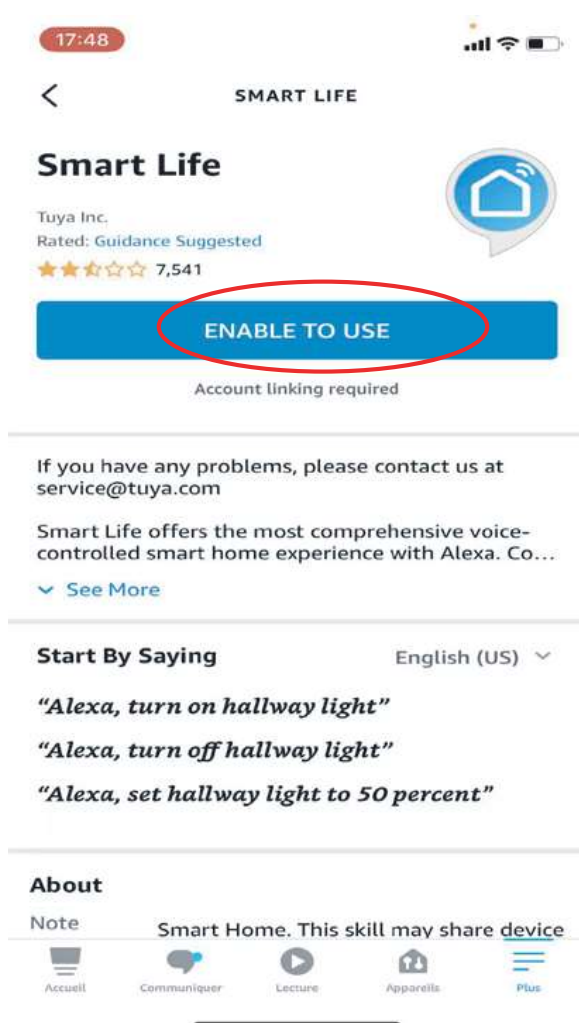 17:48
SMART LIFE
Smart Life
Tuya Inc.
Rated: Guidance Suggested
7,541
ENABLE TO USE
Account linking required
If you have any problems, please contact us at
service@tuya.com
Smart Life offers the most comprehensive voice-
controlled smart home experience with Alexa. Co...
See More
Start By Saying
English (US)
“Alexa, turn on hallway light”
“Alexa, turn off hallway light”
“Alexa, set hallway light to 50 percent”
About
Note
Smart Home. This skill may share device
Accueil
Communiquer
Lecture
Appareils
Plus